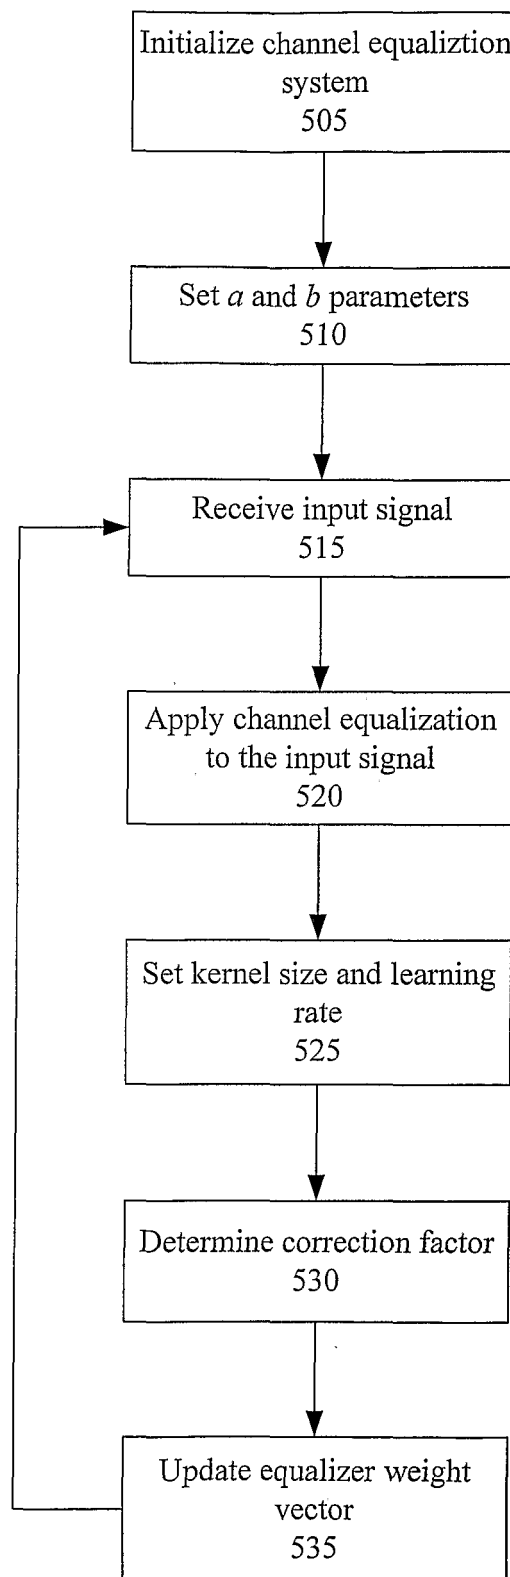 Initialize channel equaliztion
system
505
Set a and b parameters
510
Receive input signal
515
Apply channel equalization
to the input signal
520
Set kernel size and learning
rate
525
Determine correction factor
530
Update equalizer weight
vector
535